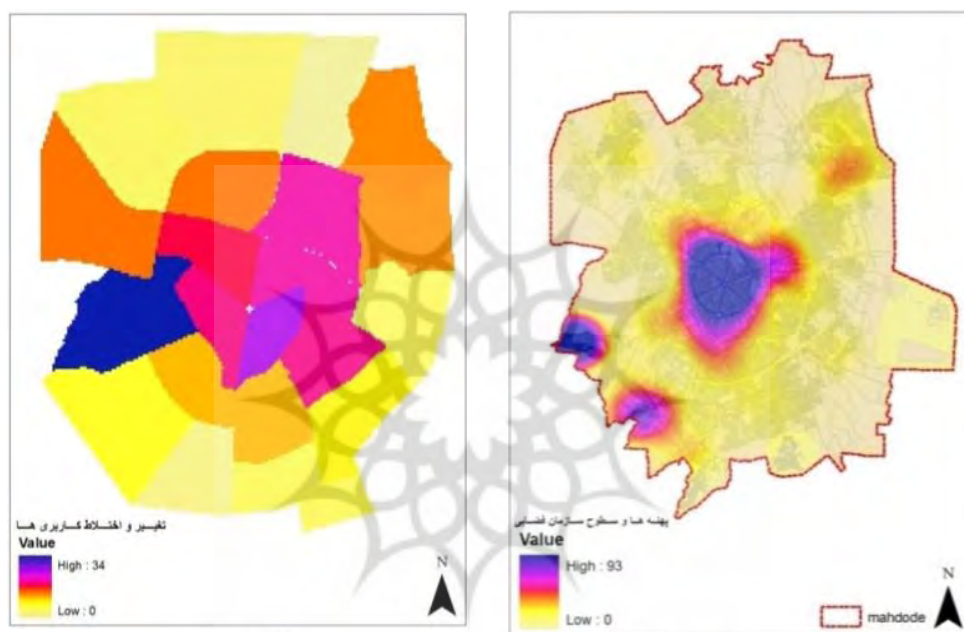 تغییر و اختلاط کاربری ها
Value
High : 34
Low : 0
N
پهنه ها و سطوح سازمان فضایی
Value
High : 93
Low : 0
mahdode
N